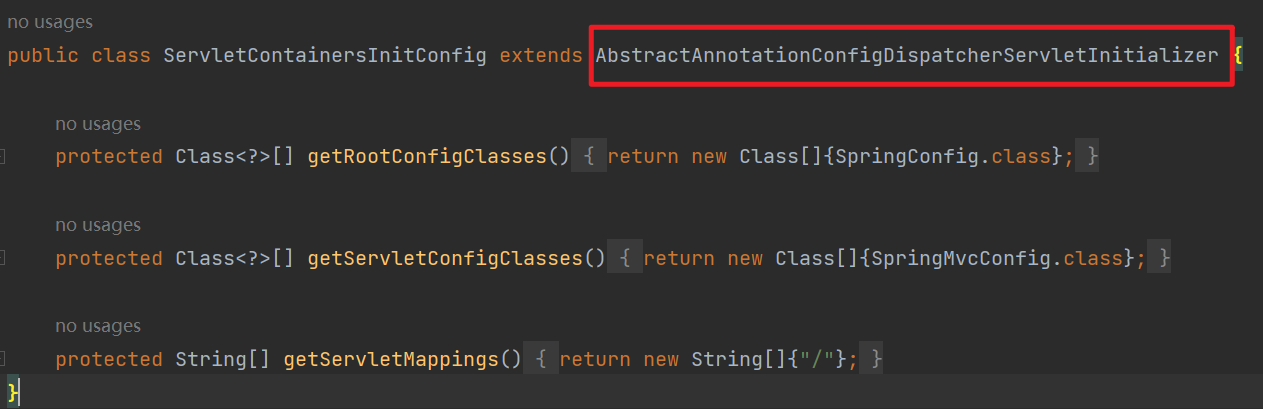 no usages
public class ServletContainersInitConfig extends AbstractAnnotationConfigDispatcherServletInitializer {
no usages
protected Class<?>[] getRootConfigClasses() { return new Class[]{SpringConfig.class}; }
no usages
protected Class<?>[] getServletConfigClasses() { return new Class[]{SpringMvcConfig.class}; }
no usages
protected String[] getServletMappings() { return new String[]{"/"}; }
}